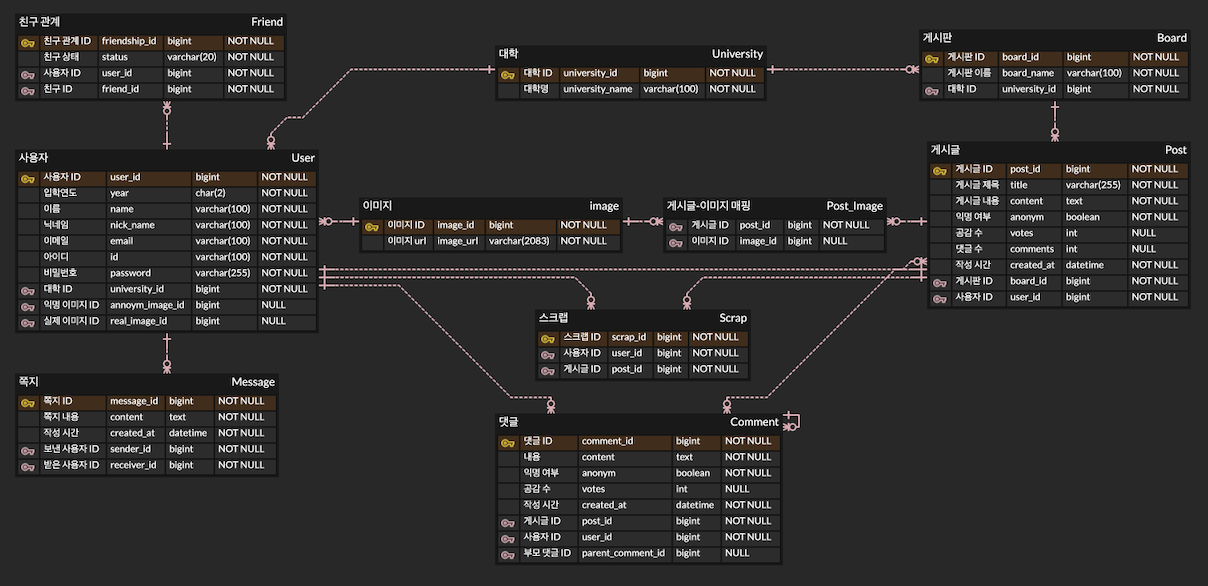 친구 관계 Friend
친구 관계 ID friendship_id bigint NOT NULL
친구 상태 status varchar(20) NOT NULL
사용자 ID user_id bigint NOT NULL
친구 ID friend_id bigint NOT NULL
대학 University
대학 ID university_id bigint NOT NULL
대학명 university_name varchar(100) NOT NULL
게시판 Board
게시판 ID board_id bigint NOT NULL
게시판 이름 board_name varchar(100) NOT NULL
대학 ID university_id bigint NOT NULL
사용자 User
사용자 ID user_id bigint NOT NULL
입학연도 year char(2) NOT NULL
이름 name varchar(100) NOT NULL
닉네임 nick_name varchar(100) NOT NULL
이메일 email varchar(100) NOT NULL
아이디 id varchar(100) NOT NULL
비밀번호 password varchar(255) NOT NULL
대학 ID university_id bigint NOT NULL
익명 이미지 ID annoym_image_id bigint NULL
실제 이미지 ID real_image_id bigint NULL
이미지 image
이미지 ID image_id bigint NOT NULL
이미지 url image_url varchar(2083) NOT NULL
게시글-이미지 매핑 Post_Image
게시글 ID post_id bigint NOT NULL
이미지 ID image_id bigint NULL
게시글 Post
게시글 ID post_id bigint NOT NULL
게시글 제목 title varchar(255) NOT NULL
게시글 내용 content text NOT NULL
익명 여부 anonym boolean NOT NULL
공감 수 votes int NULL
댓글 수 comments int NULL
작성 시간 created_at datetime NOT NULL
게시판 ID board_id bigint NOT NULL
사용자 ID user_id bigint NOT NULL
스크랩 Scrap
스크랩 ID scrap_id bigint NOT NULL
사용자 ID user_id bigint NOT NULL
게시글 ID post_id bigint NOT NULL
쪽지 Message
쪽지 ID message_id bigint NOT NULL
쪽지 내용 content text NOT NULL
작성 시간 created_at datetime NOT NULL
보낸 사용자 ID sender_id bigint NOT NULL
받은 사용자 ID receiver_id bigint NOT NULL
댓글 Comment
댓글 ID comment_id bigint NOT NULL
내용 content text NOT NULL
익명 여부 anonym boolean NOT NULL
공감 수 votes int NULL
작성 시간 created_at datetime NOT NULL
게시글 ID post_id bigint NOT NULL
사용자 ID user_id bigint NOT NULL
부모 댓글 ID parent_comment_id bigint NULL